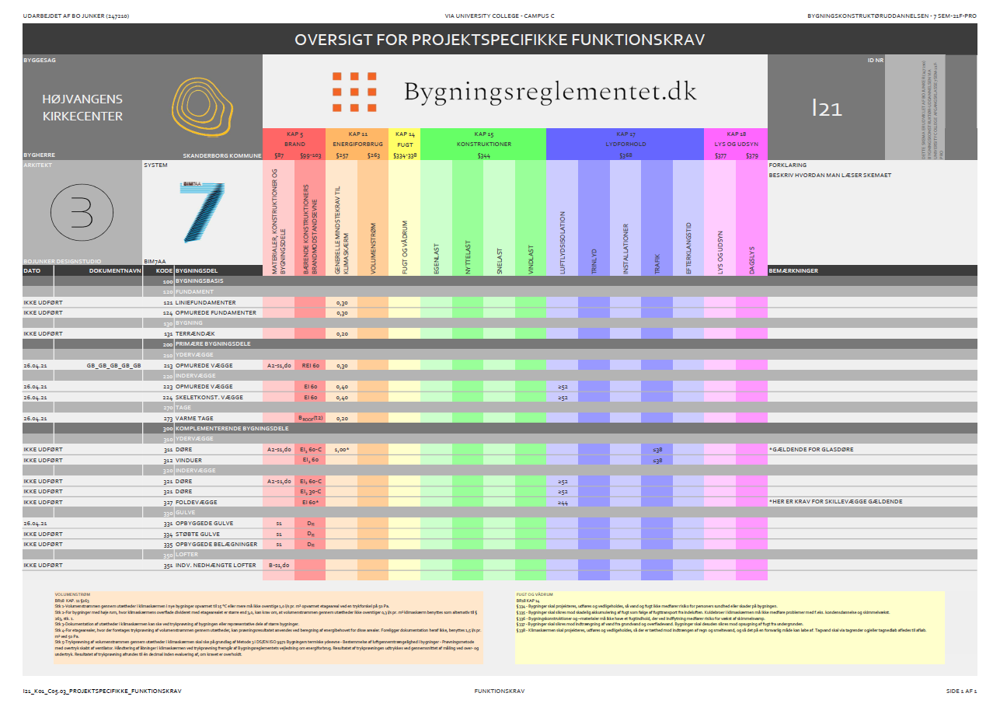 UDARBEJDET AF BO JUNKER (247210)
VIA UNIVERSITY COLLEGE - CAMPUS C
BYGNINGSKONSTRUKTØRUDDANNELSEN - 7 SEM-21F-PRO
OVERSIGT FOR PROJEKTSPECIFIKKE FUNKTIONSKRAV
BYGGESAG
HØJVANGENS
KIRKECENTER
BYGHERRE
SKANDERBORG KOMMUNE
Bygningsreglementet.dk
ID NR
I21
KAP 5
BRAND
§87 §99-103
KAP 11
ENERGIFORBRUG
§257 §263
KAP 14
FUGT
§334-338
KAP 15
KONSTRUKTIONER
§344
KAP 17
LYDFORHOLD
§368
KAP 18
LYS OG UDSYN
§377 §379
ARKITEKT
B
BOJUNKER DESIGNSTUDIO
SYSTEM
BIM7AA
7
BIM7AA
MATERIALER, KONSTRUKTIONER OG
BYGNINGSDELE
BÆRENDE KONSTRUKTIONERS
BRANDMODSTANDSEVNE
GENERELLE MINDSTEKRAV TIL
KLIMASKÆRM
VOLUMENSTRØM
FUGT OG VÅDRUM
EGENLAST
NYTTELAST
SNELAST
VINDLAST
LUFTLYDSISOLATION
TRINLYD
INSTALLATIONER
TRAFIK
EFTERKLANGSTID
LYS OG UDSYN
DAGSLYS
FORKLARING
BESKRIV HVORDAN MAN LÆSER SKEMAET
DATO DOKUMENTNAVN KODE BYGNINGSDEL BEMÆRKNINGER
100 BYGNINGSBASIS
120 FUNDAMENT
IKKE UDFØRT 121 LINIEFUNDAMENTER 0,30
IKKE UDFØRT 124 OPMUREDE FUNDAMENTER 0,30
130 BYGNING
IKKE UDFØRT 131 TERRÆNDÆK 0,20
200 PRIMÆRE BYGNINGSDELE
210 YDERVÆGGE
26.04.21 GB_GB_GB_GB_GB 213 OPMUREDE VÆGGE A2-s1,d0 REI 60 0,30
220 INDERVÆGGE
26.04.21 223 OPMUREDE VÆGGE EI 60 0,40 ≥52
26.04.21 224 SKELETKONST. VÆGGE EI 60 0,40 ≥52
270 TAGE
26.04.21 273 VARME TAGE BROOF(t2) 0,20
300 KOMPLEMENTERENDE BYGNINGSDELE
310 YDERVÆGGE
IKKE UDFØRT 311 DØRE A2-s1,d0 EI₂ 60-C 1,00* ≤38 *GÆLDENDE FOR GLASDØRE
IKKE UDFØRT 312 VINDUER EI₂ 60 ≤38
320 INDERVÆGGE
IKKE UDFØRT 321 DØRE A2-s1,d0 EI₂ 60-C ≥52
IKKE UDFØRT 321 DØRE EI₂ 30-C ≥52
IKKE UDFØRT 327 FOLDEVÆGGE EI 60* ≥44 *HER ER KRAV FOR SKILLEVÆGGE GÆLDENDE
330 GULVE
26.04.21 331 OPBYGGEDE GULVE s1 Dfl
IKKE UDFØRT 334 STØBTE GULVE s1 Dfl
IKKE UDFØRT 335 OPBYGGEDE BELÆGNINGER s1 Dfl
350 LOFTER
IKKE UDFØRT 351 INDV. NEDHÆNGTE LOFTER B-s1,d0
VOLUMENSTRØM
BR18 KAP. 11 §263
Stk 1-Volumenstrømmen gennem utætheder i klimaskærmen i nye bygninger opvarmet til 15 °C eller mere må ikke overstige 1,0 l/s pr. m² opvarmet etageareal ved en trykforskel på 50 Pa.
Stk 2-For bygninger med høje rum, hvor klimaskærmens overflade divideret med etagearealet er større end 3,0, kan krav om, at volumenstrømmen gennem utætheder ikke overstiger 0,3 l/s pr. m² klimaskærm benyttes som alternativ til §
263, stk. 1.
Stk 3-Dokumentation af utætheder i klimaskærmen kan ske ved trykprøvning af bygningen eller repræsentative dele af større bygninger.
Stk 4-For etagearealer, hvor der foretages trykprøvning af volumenstrømmen gennem utætheder, kan prøvningsresultatet anvendes ved beregning af energibehovet for disse arealer. Foreligger dokumentation heraf ikke, benyttes 1,5 l/s pr.
m² ved 50 Pa.
Stk 5-Trykprøvning af volumenstrømmen gennem utætheder i klimaskærmen skal ske på grundlag af Metode 3 i DS/EN ISO 9972 Bygningers termiske ydeevne - Bestemmelse af luftgennemtrængelighed i bygninger - Prøvningsmetode
med overtryk skabt af ventilator. Håndtering af åbninger i klimaskærmen ved trykprøvning fremgår af Bygningsreglementets vejledning om energiforbrug. Resultatet af trykprøvningen udtrykkes ved gennemsnittet af måling ved over- og
undertryk. Resultatet af trykprøvning afrundes til én decimal inden evaluering af, om kravet er overholdt.
FUGT OG VÅDRUM
BR18 KAP 14
§ 334 - Bygninger skal projekteres, udføres og vedligeholdes, så vand og fugt ikke medfører risiko for personers sundhed eller skader på bygningen.
§ 335 - Bygninger skal sikres mod skadelig akkumulering af fugt som følge af fugttransport fra indeluften. Kuldebroer i klimaskærmen må ikke medføre problemer med f.eks. kondensdannelse og skimmelvækst.
§ 336 - Bygningskonstruktioner og -materialer må ikke have et fugtindhold, der ved indflytning medfører risiko for vækst af skimmelsvamp.
§ 337 - Bygninger skal sikres mod indtrængning af vand fra grundvand og overfladevand. Bygninger skal desuden sikres mod opsugning af fugt fra undergrunden.
§ 338 - Klimaskærmen skal projekteres, udføres og vedligeholdes, så der er tæthed mod indtrængen af regn og smeltevand, og så det på en forsvarlig måde kan løbe af. Tagvand skal via tagrender og/eller tagnedløb afledes til afløb.
I21_K01_C05.03_PROJEKTSPECIFIKKE_FUNKTIONSKRAV
FUNKTIONSKRAV
SIDE 1 AF 1